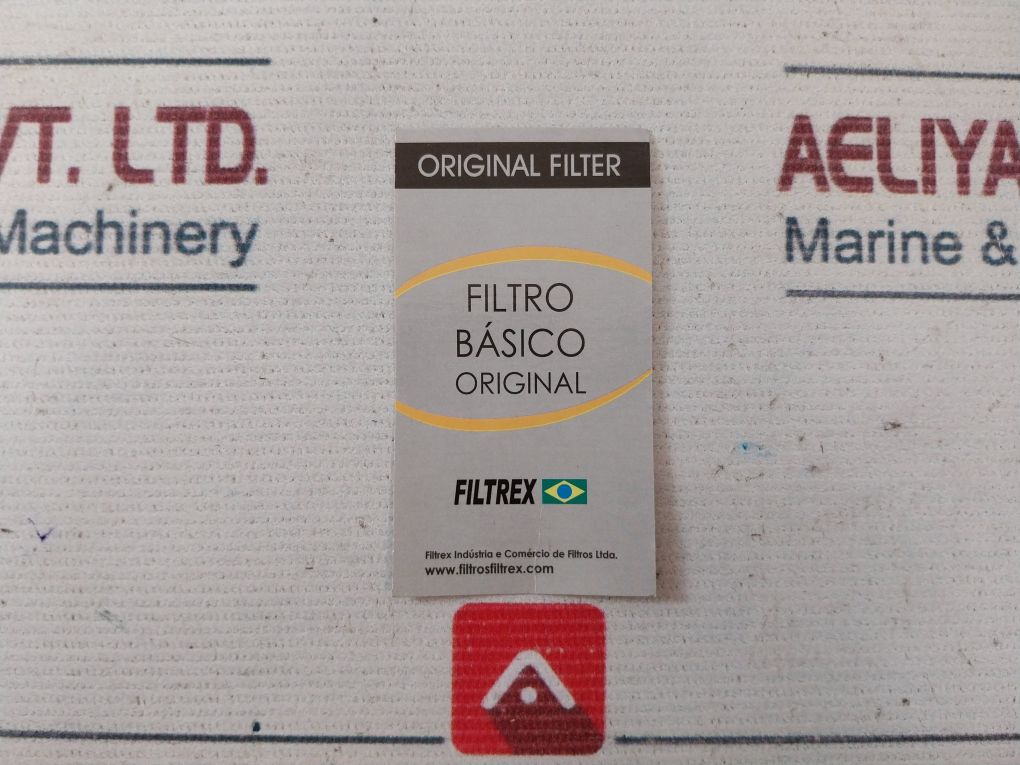 VT. LTD.
Machinery
AELIYA
Marine &
ORIGINAL FILTER
FILTRO
BÁSICO
ORIGINAL
FILTREX
Filtrex Indústria e Comércio de Filtros Ltda.
www.filtrosfiltrex.com